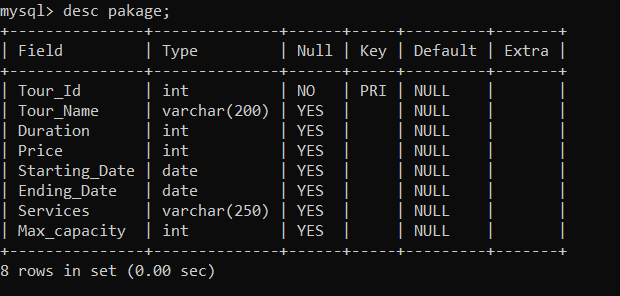 mysql> desc pakage;
+---------------+--------------+------+-----+---------+-------+
| Field         | Type         | Null | Key | Default | Extra |
+---------------+--------------+------+-----+---------+-------+
| Tour_Id       | int          | NO   | PRI | NULL    |       |
| Tour_Name     | varchar(200) | YES  |     | NULL    |       |
| Duration      | int          | YES  |     | NULL    |       |
| Price         | int          | YES  |     | NULL    |       |
| Starting_Date | date         | YES  |     | NULL    |       |
| Ending_Date   | date         | YES  |     | NULL    |       |
| Services      | varchar(250) | YES  |     | NULL    |       |
| Max_capacity  | int          | YES  |     | NULL    |       |
+---------------+--------------+------+-----+---------+-------+
8 rows in set (0.00 sec)